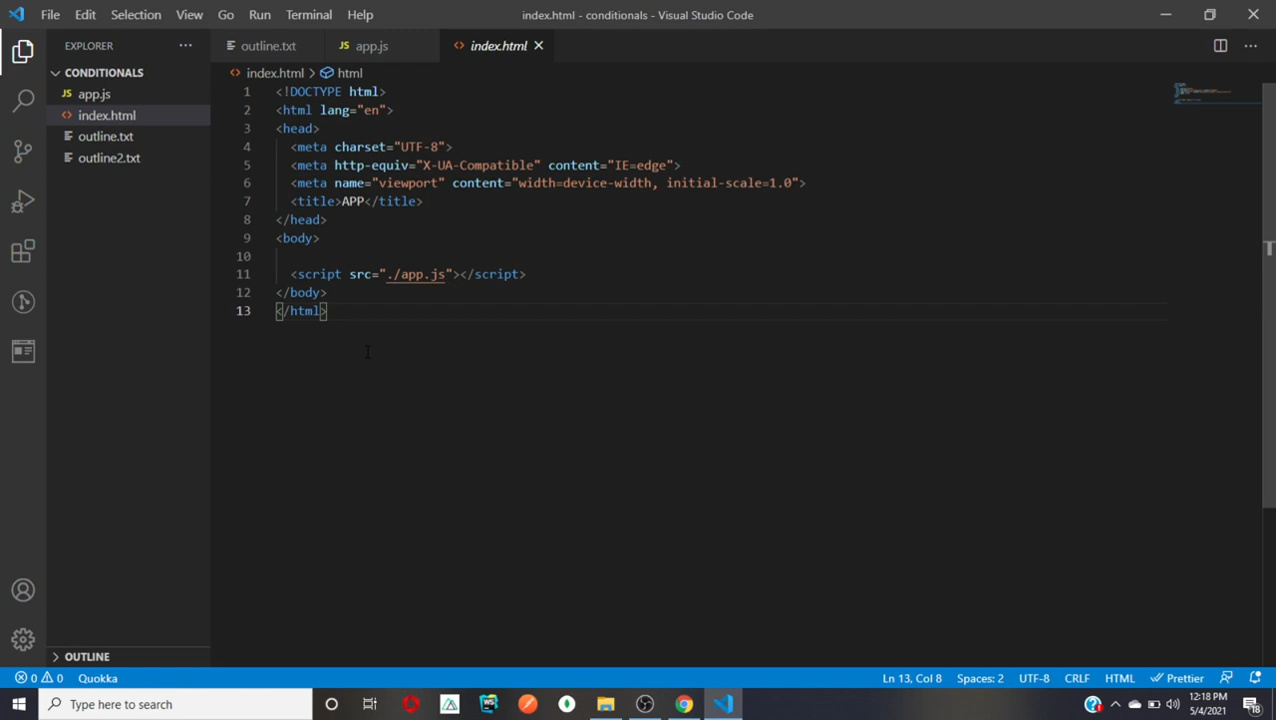 File Edit Selection View Go Run Terminal Help
index.html - conditionals - Visual Studio Code
EXPLORER
outline.txt
app.js
index.html
CONDITIONALS
app.js
index.html
outline.txt
outline2.txt
index.html > html
1 <!DOCTYPE html>
2 <html lang="en">
3 <head>
4 <meta charset="UTF-8">
5 <meta http-equiv="X-UA-Compatible" content="IE=edge">
6 <meta name="viewport" content="width=device-width, initial-scale=1.0">
7 <title>APP</title>
8 </head>
9 <body>
10
11 <script src="./app.js"></script>
12 </body>
13 </html>
OUTLINE
0 0 Quokka
Ln 13, Col 8 Spaces: 2 UTF-8 CRLF HTML Prettier
Type here to search
WS
12:18 PM
5/4/2021
18